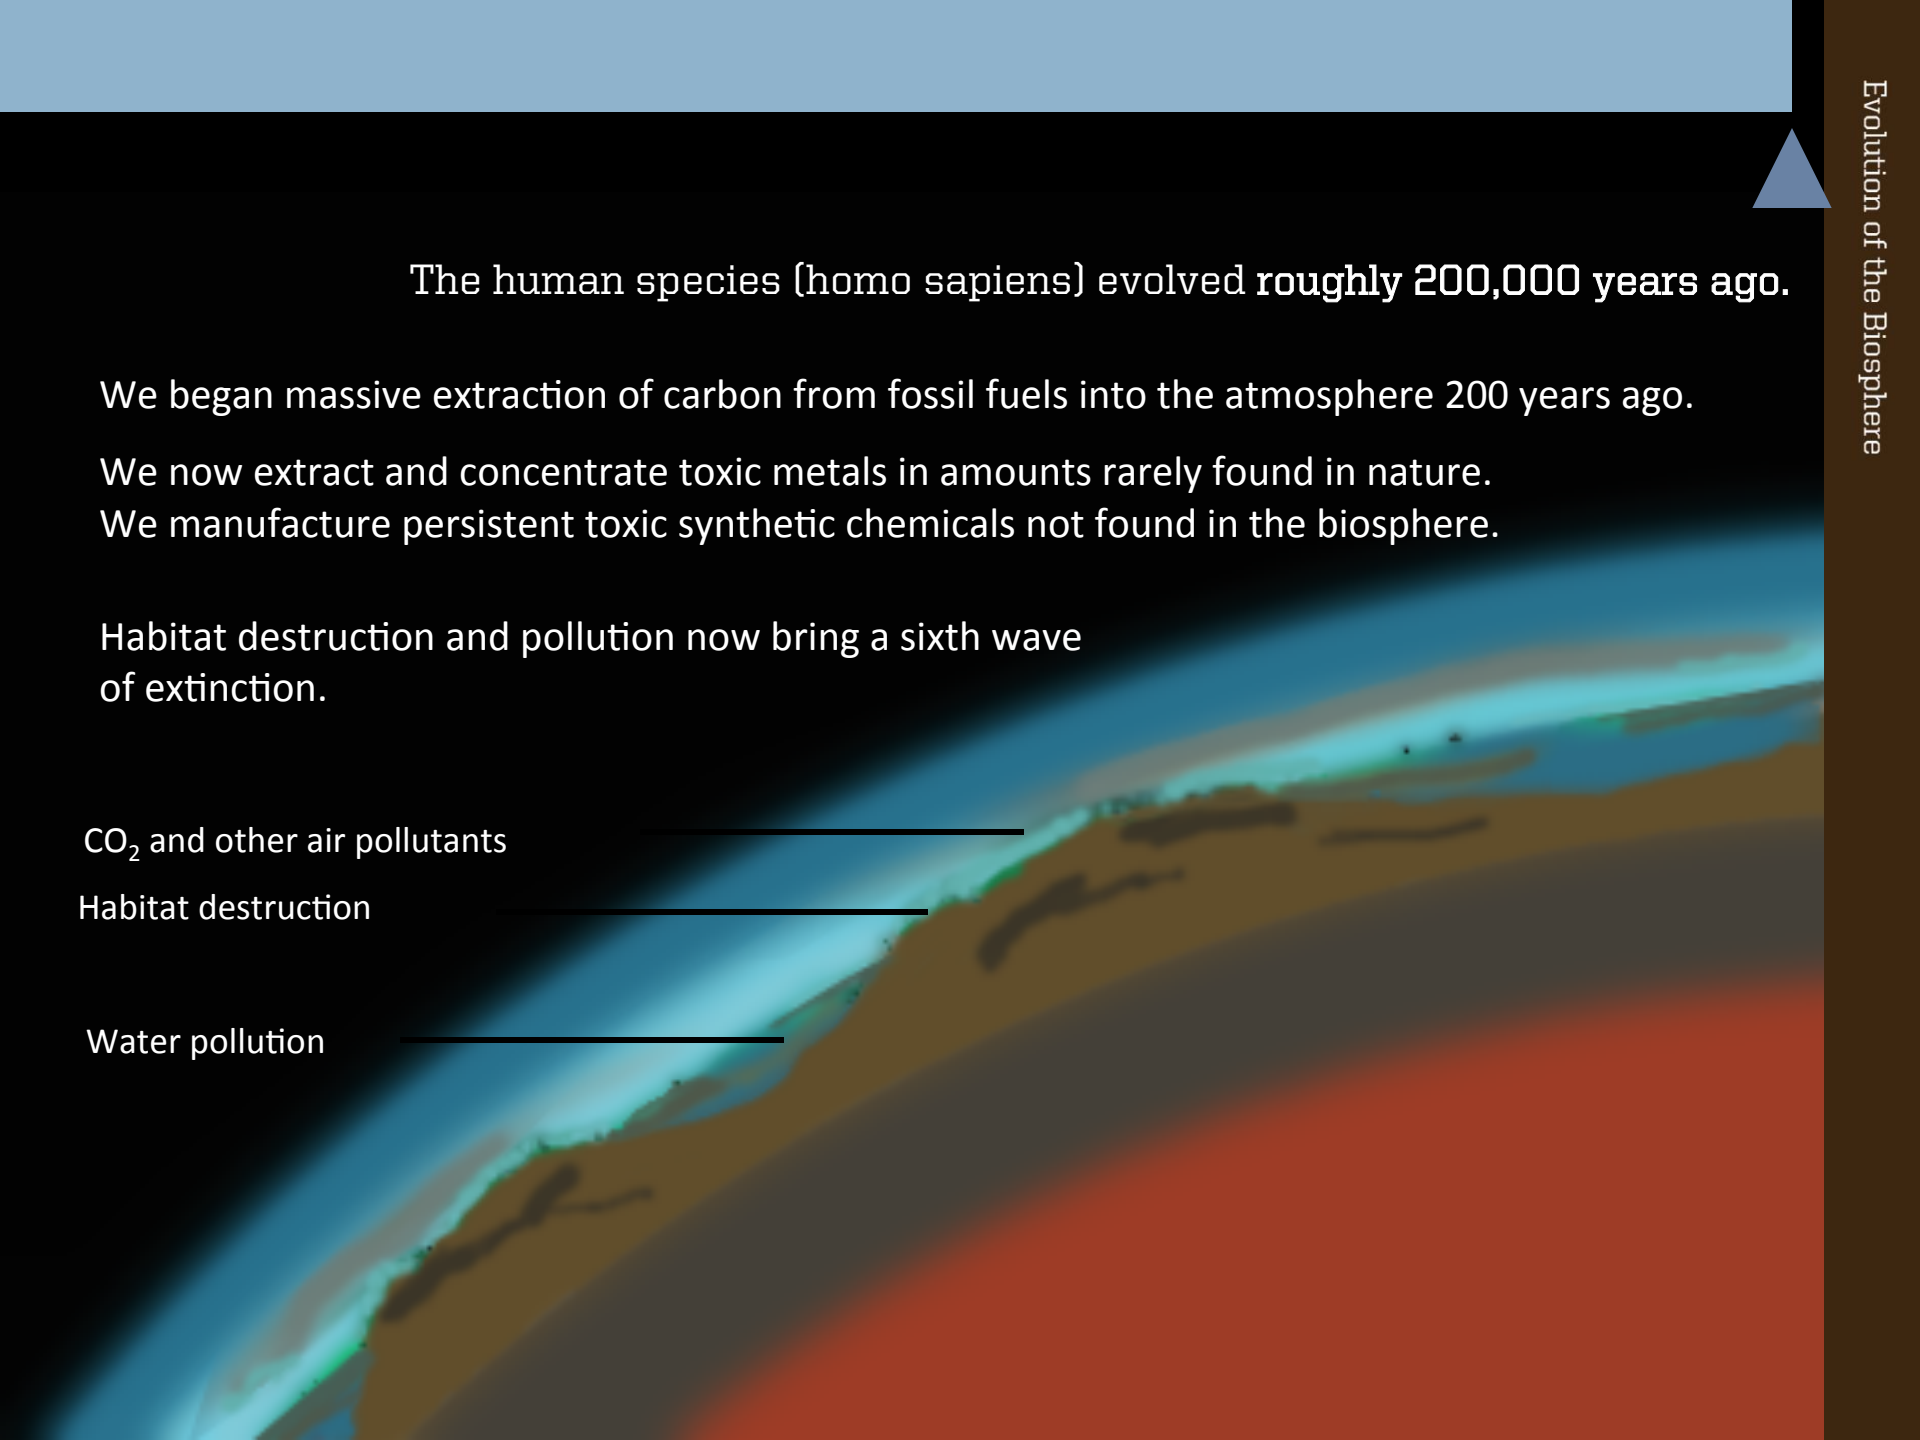 Evolution of the Biosphere
The human species (homo sapiens) evolved roughly 200,000 years ago.
We began massive extraction of carbon from fossil fuels into the atmosphere 200 years ago.
We now extract and concentrate toxic metals in amounts rarely found in nature.
We manufacture persistent toxic synthetic chemicals not found in the biosphere.
Habitat destruction and pollution now bring a sixth wave
of extinction.
CO₂ and other air pollutants
Habitat destruction
Water pollution